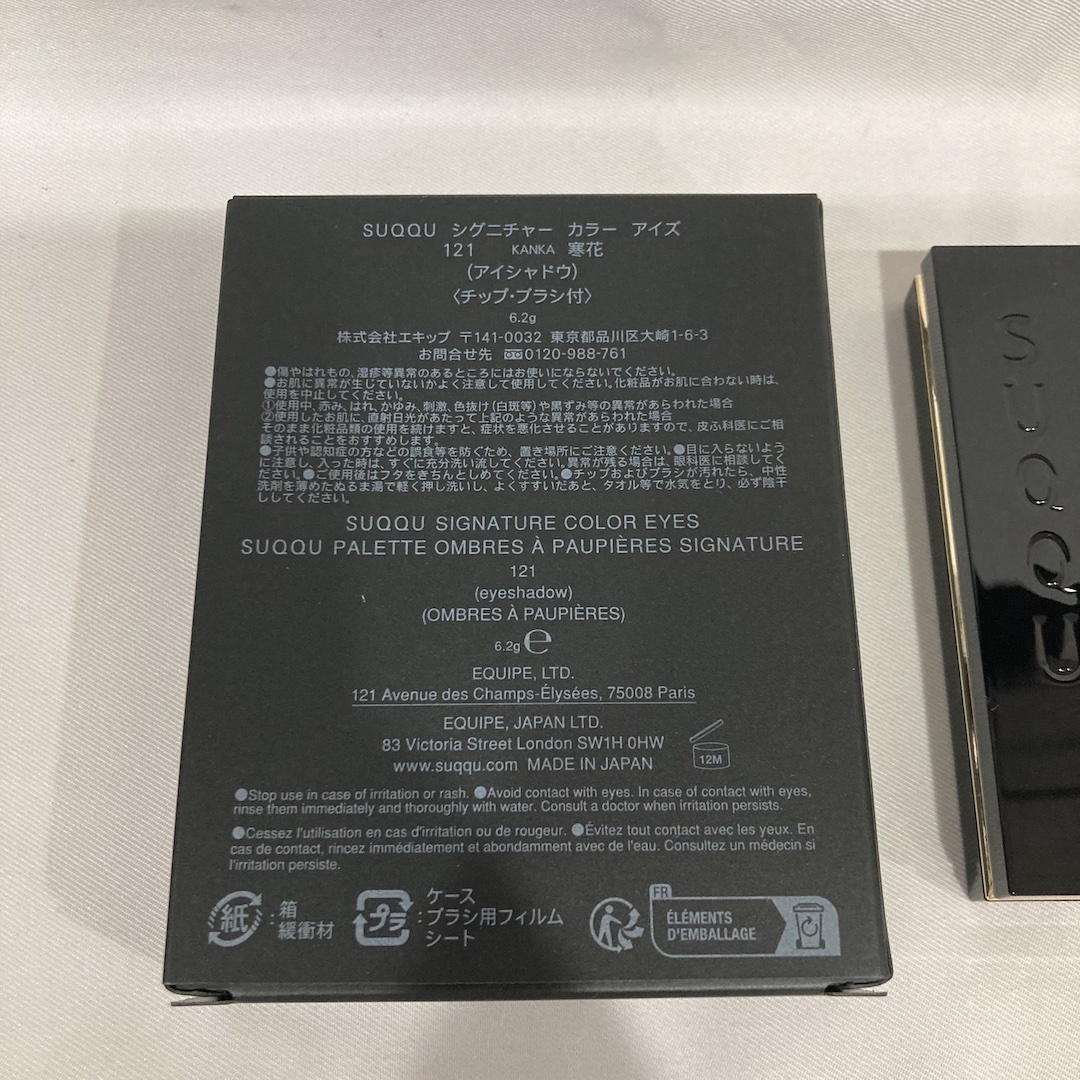 SUQQU シグニチャー カラー アイズ
121 KANKA 寒花
(アイシャドウ)
〈チップ・ブラシ付〉
6.2g
株式会社エキップ 〒141-0032 東京都品川区大崎1-6-3
お問合せ先 0120-988-761
●傷やはれもの、湿疹等異常のあるところにはお使いにならないでください。
●お肌に異常が生じていないかよく注意して使用してください。化粧品がお肌に合わない時は、
使用を中止してください。
①使用中、赤み、はれ、かゆみ、刺激、色抜け(白斑等)や黒ずみ等の異常があらわれた場合
②使用したお肌に、直射日光があたって上記のような異常があらわれた場合
そのまま化粧品類の使用を続けますと、症状を悪化させることがありますので、皮ふ科医にご相
談されることをおすすめします。
●子供や認知症の方などの誤食等を防ぐため、置き場所にご注意ください。●目に入らないよう
に注意し、入った時は、すぐに充分洗い流してください。異常が残る場合は、眼科医に相談してく
ださい。●ご使用後はフタをきちんとしめてください。●チップおよびブラシが汚れたら、中性
洗剤を薄めたぬるま湯で軽く押し洗いし、よくすすいだあと、タオル等で水気をとり、必ず陰干
ししてください。
SUQQU SIGNATURE COLOR EYES
SUQQU PALETTE OMBRES À PAUPIÈRES SIGNATURE
121
(eyeshadow)
(OMBRES À PAUPIÈRES)
6.2g ℮
EQUIPE, LTD.
121 Avenue des Champs-Élysées, 75008 Paris
EQUIPE, JAPAN LTD.
83 Victoria Street London SW1H 0HW
www.suqqu.com MADE IN JAPAN
12M
●Stop use in case of irritation or rash. ●Avoid contact with eyes. In case of contact with eyes,
rinse them immediately and thoroughly with water. Consult a doctor when irritation persists.
●Cessez l'utilisation en cas d'irritation ou de rougeur. ●Évitez tout contact avec les yeux. En
cas de contact, rincez immédiatement et abondamment avec de l'eau. Consultez un médecin si
l'irritation persiste.
紙:箱
緩衝材
プラ:ケース
ブラシ用フィルム
シート
FR
ÉLÉMENTS
D'EMBALLAGE
SUQQU